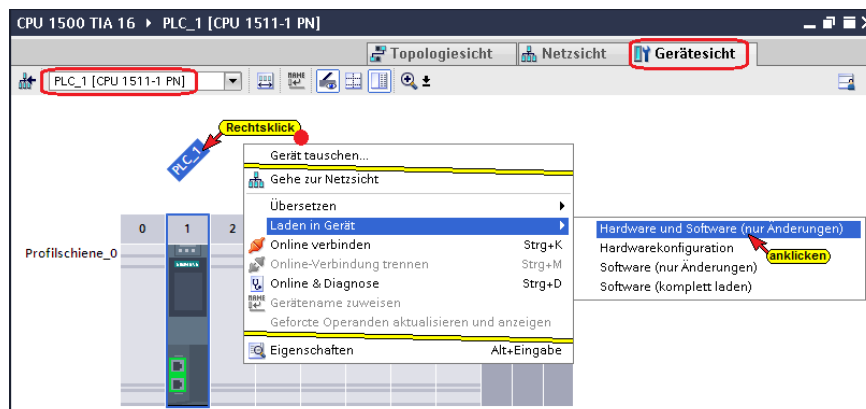 CPU 1500 TIA 16 ▸ PLC_1 [CPU 1511-1 PN]
Topologiesicht Netzsicht Gerätesicht
PLC_1 [CPU 1511-1 PN]
Rechtsklick
PLC_1
Gerät tauschen...
Gehe zur Netzsicht
Übersetzen
Laden in Gerät
Online verbinden Strg+K
Online-Verbindung trennen Strg+M
Online & Diagnose Strg+D
Gerätename zuweisen
Geforcte Operanden aktualisieren und anzeigen
Eigenschaften Alt+Eingabe
Hardware und Software (nur Änderungen)
Hardwarekonfiguration
anklicken
Software (nur Änderungen)
Software (komplett laden)
0 1 2
Profilschiene_0
SIEMENS